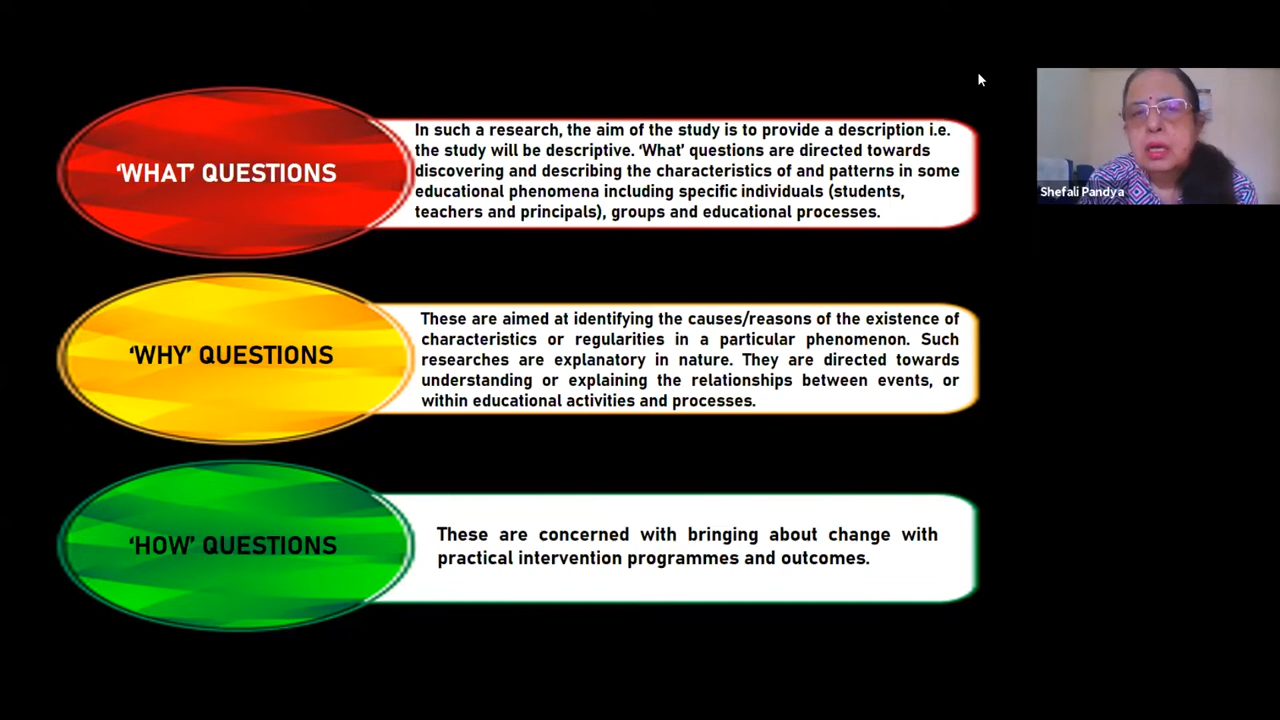 ‘WHAT’ QUESTIONS
In such a research, the aim of the study is to provide a description i.e.
the study will be descriptive. ‘What’ questions are directed towards
discovering and describing the characteristics of and patterns in some
educational phenomena including specific individuals (students,
teachers and principals), groups and educational processes.
‘WHY’ QUESTIONS
These are aimed at identifying the causes/reasons of the existence of
characteristics or regularities in a particular phenomenon. Such
researches are explanatory in nature. They are directed towards
understanding or explaining the relationships between events, or
within educational activities and processes.
‘HOW’ QUESTIONS
These are concerned with bringing about change with
practical intervention programmes and outcomes.
Shefali Pandya